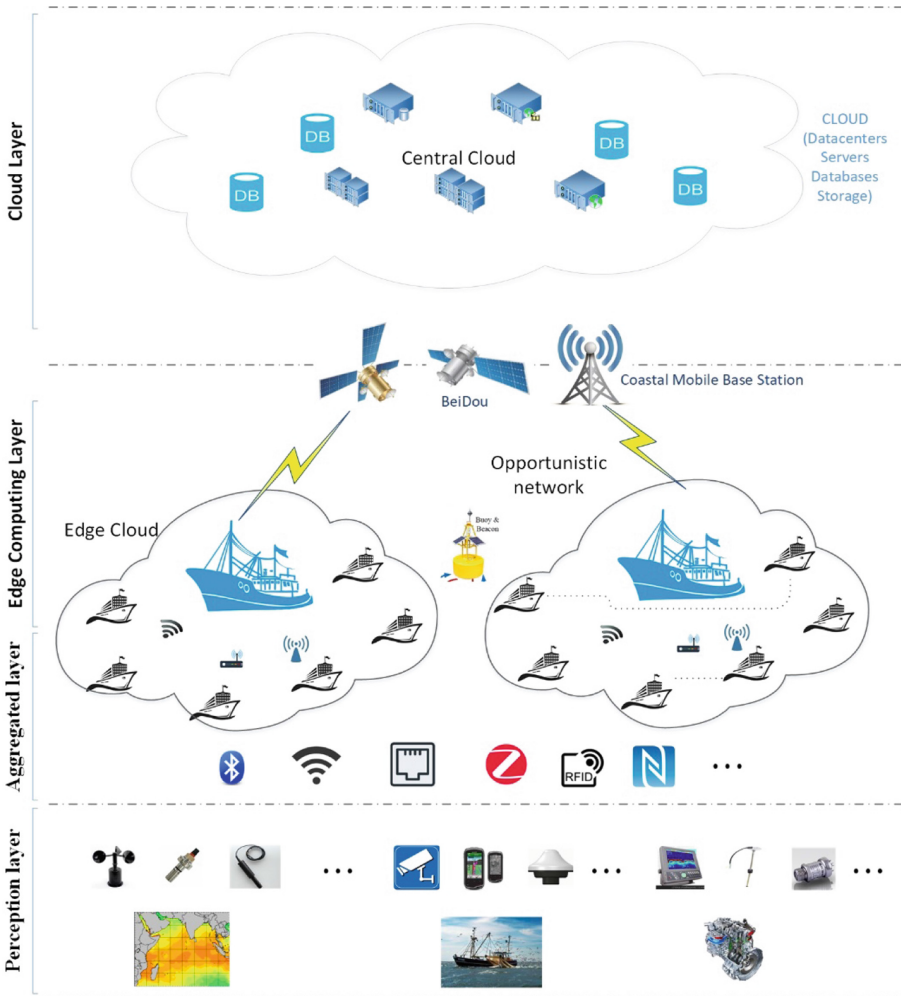 Cloud Layer
DB
DB
Central Cloud
DB
DB
CLOUD
(Datacenters
Servers
Databases
Storage)
BeiDou
Coastal Mobile Base Station
Edge Computing Layer
Opportunistic
network
Edge Cloud
Buoy &
Beacon
Aggregated layer
RFID
Perception layer